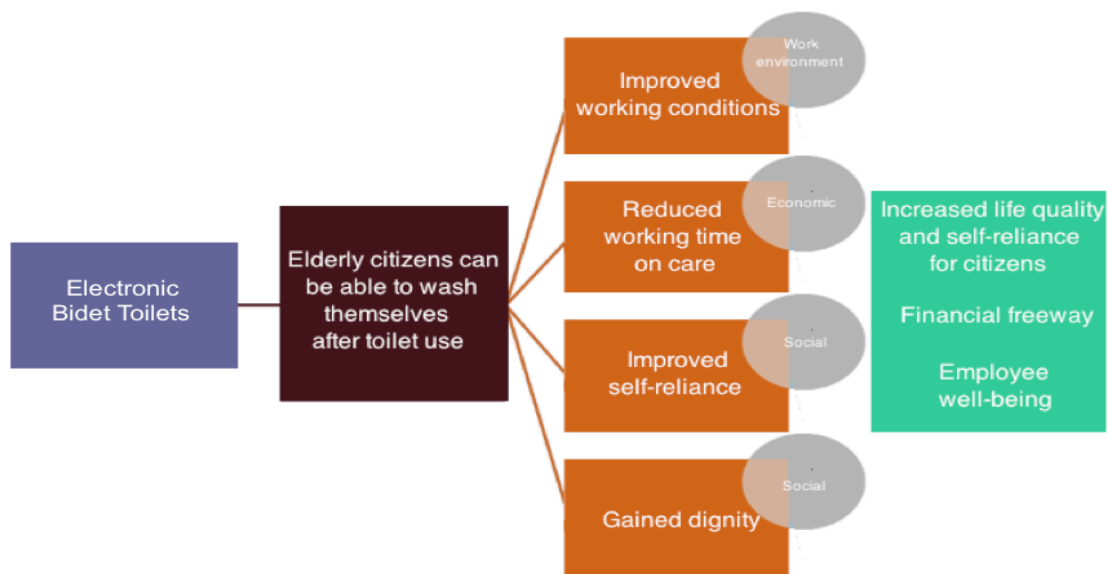 Electronic
Bidet Toilets
Elderly citizens can
be able to wash
themselves
after toilet use
Improved
working conditions
Work
environment
Reduced
working time
on care
Economic
Improved
self-reliance
Social
Gained dignity
Social
Increased life quality
and self-reliance
for citizens
Financial freeway
Employee
well-being